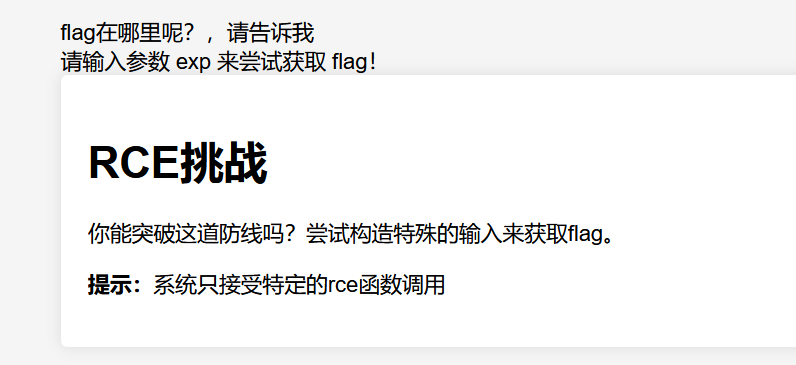 flag在哪里呢？，请告诉我
请输入参数 exp 来尝试获取 flag！
RCE挑战
你能突破这道防线吗？尝试构造特殊的输入来获取flag。
提示：系统只接受特定的rce函数调用